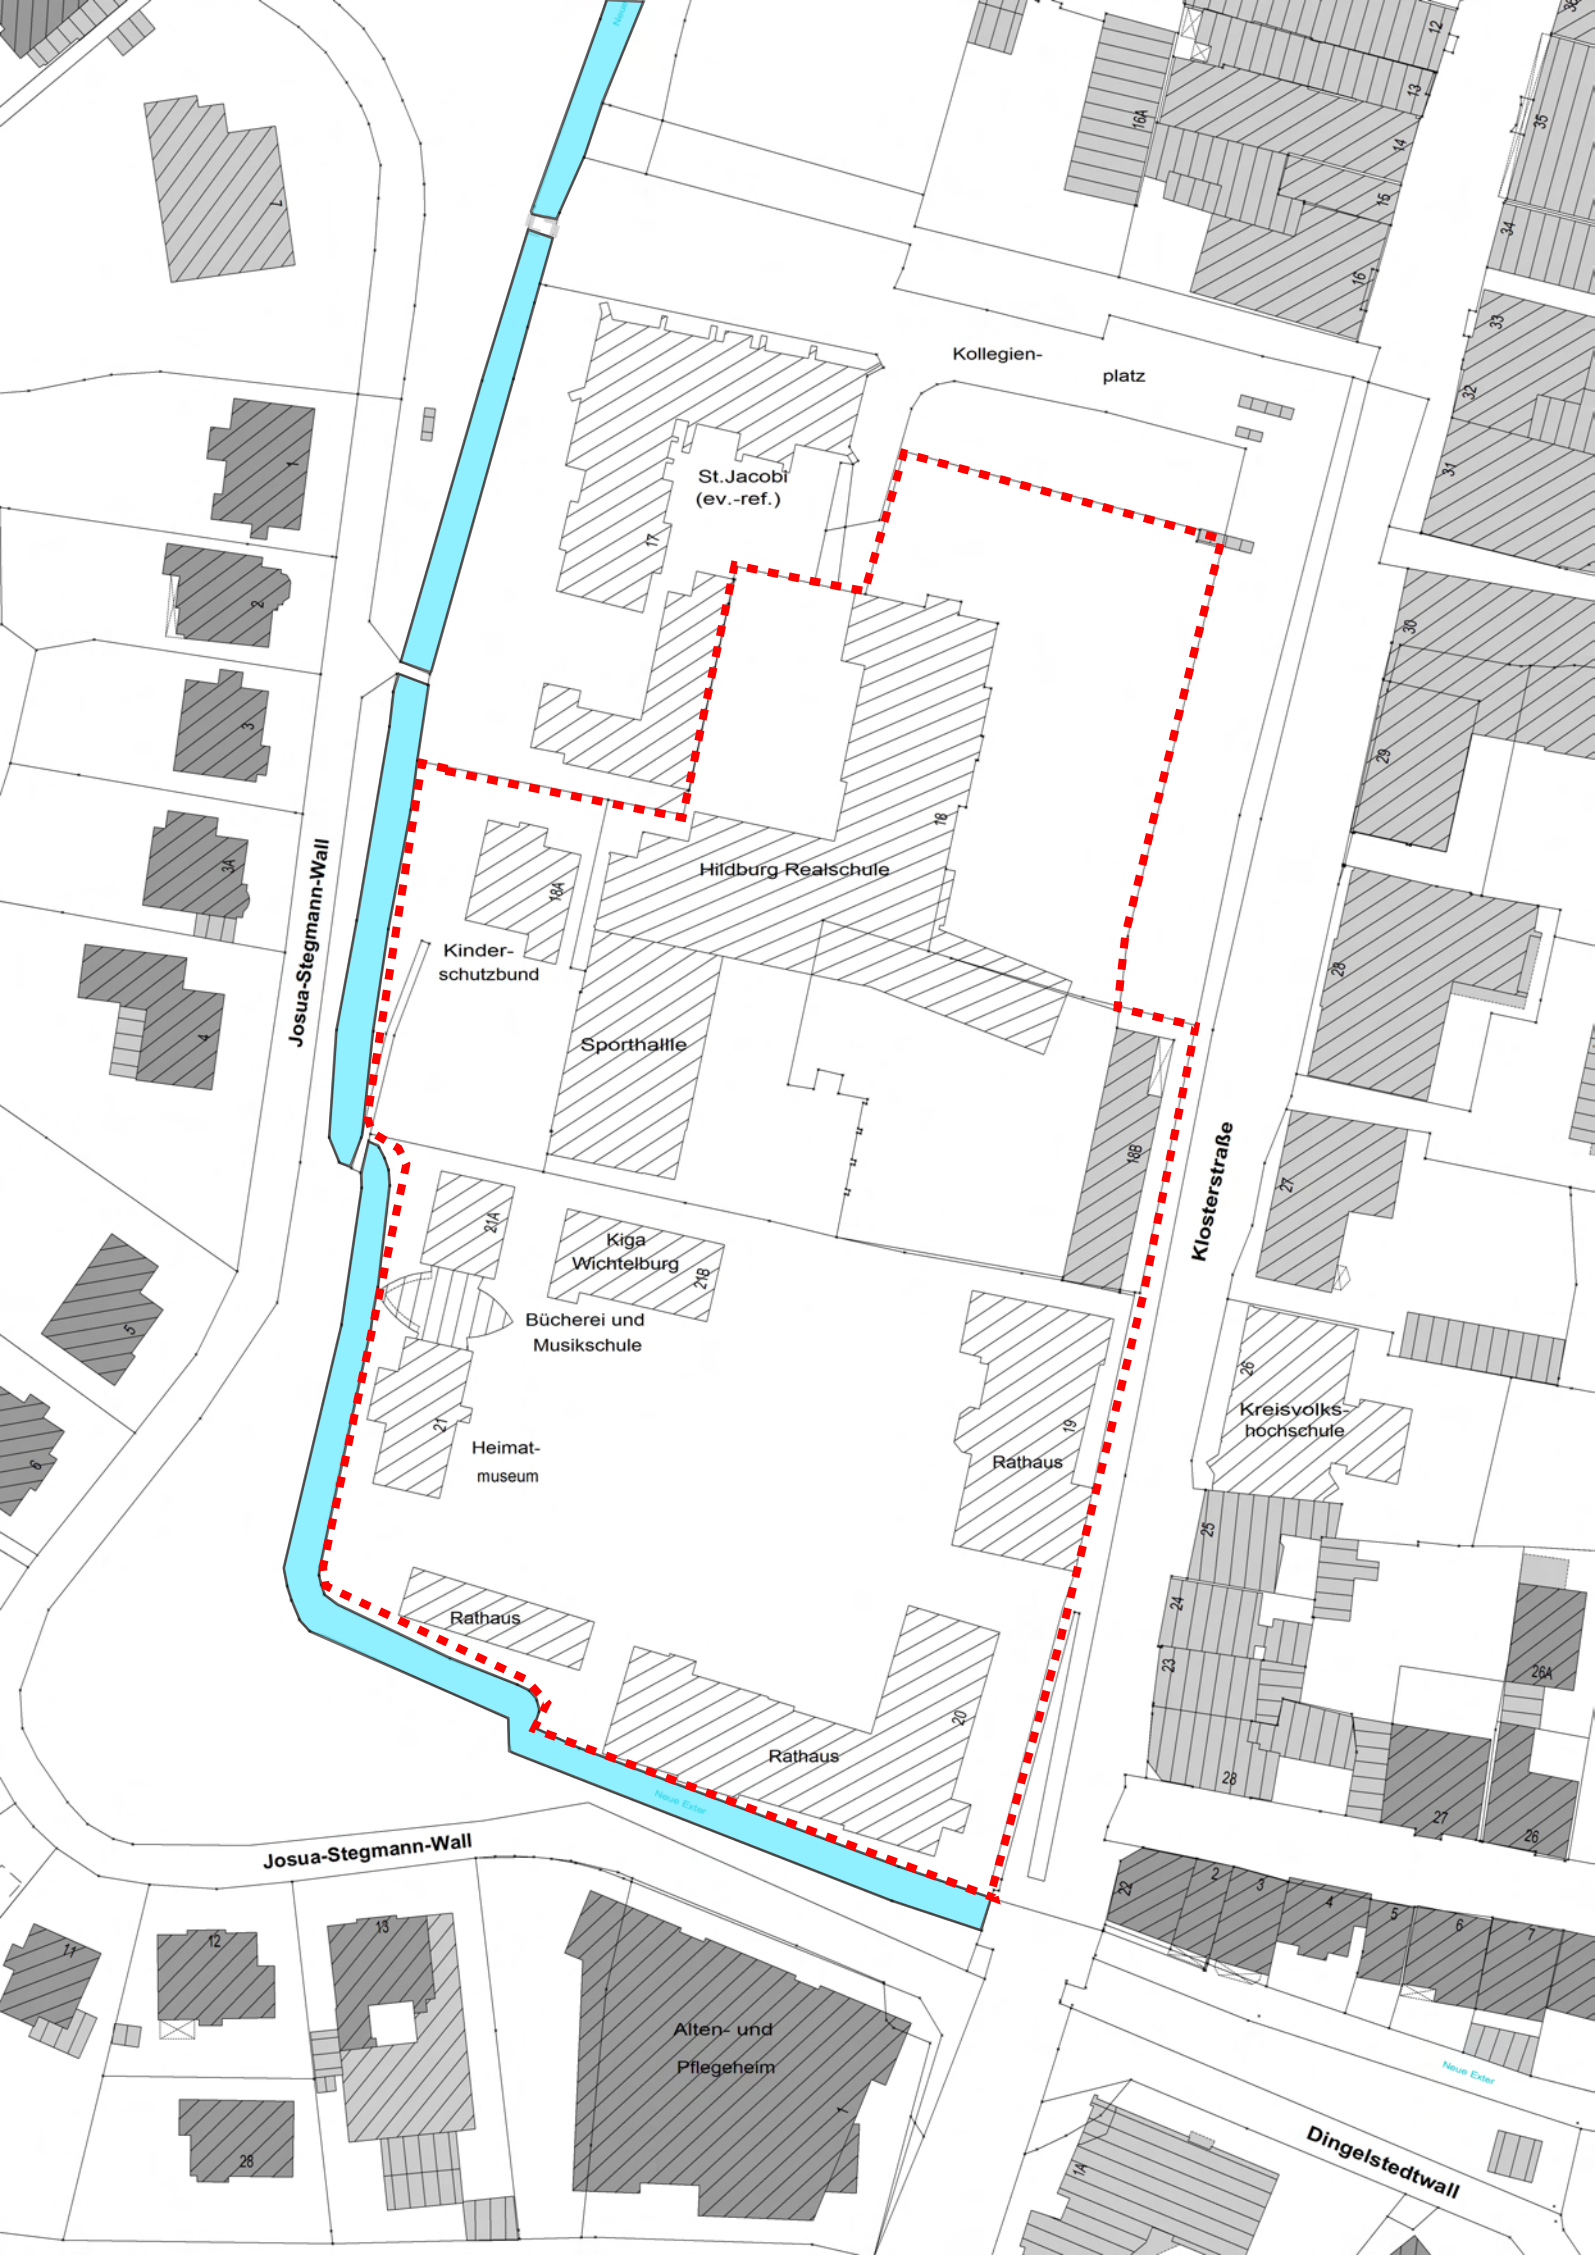 Neue
12
36
13
35
16A
14
7
15
34
16
33
Kollegien-
platz
32
1
31
St.Jacobi
(ev.-ref.)
17
2
30
3
29
18
3A
Hildburg Realschule
18A
Josua-Stegmann-Wall
Kinder-
schutzbund
28
4
Sporthallle
18B
Klosterstraße
27
21A
Kiga
Wichtelburg
21B
Bücherei und
Musikschule
5
26
Kreisvolks-
hochschule
21
19
Heimat-
museum
Rathaus
6
25
24
Rathaus
23
26A
20
Rathaus
28
Neue Exter
27
26
Josua-Stegmann-Wall
22
2
3
4
5
6
7
11
12
13
Alten- und
Pflegeheim
Neue Exter
1
28
1A
Dingelstedtwall